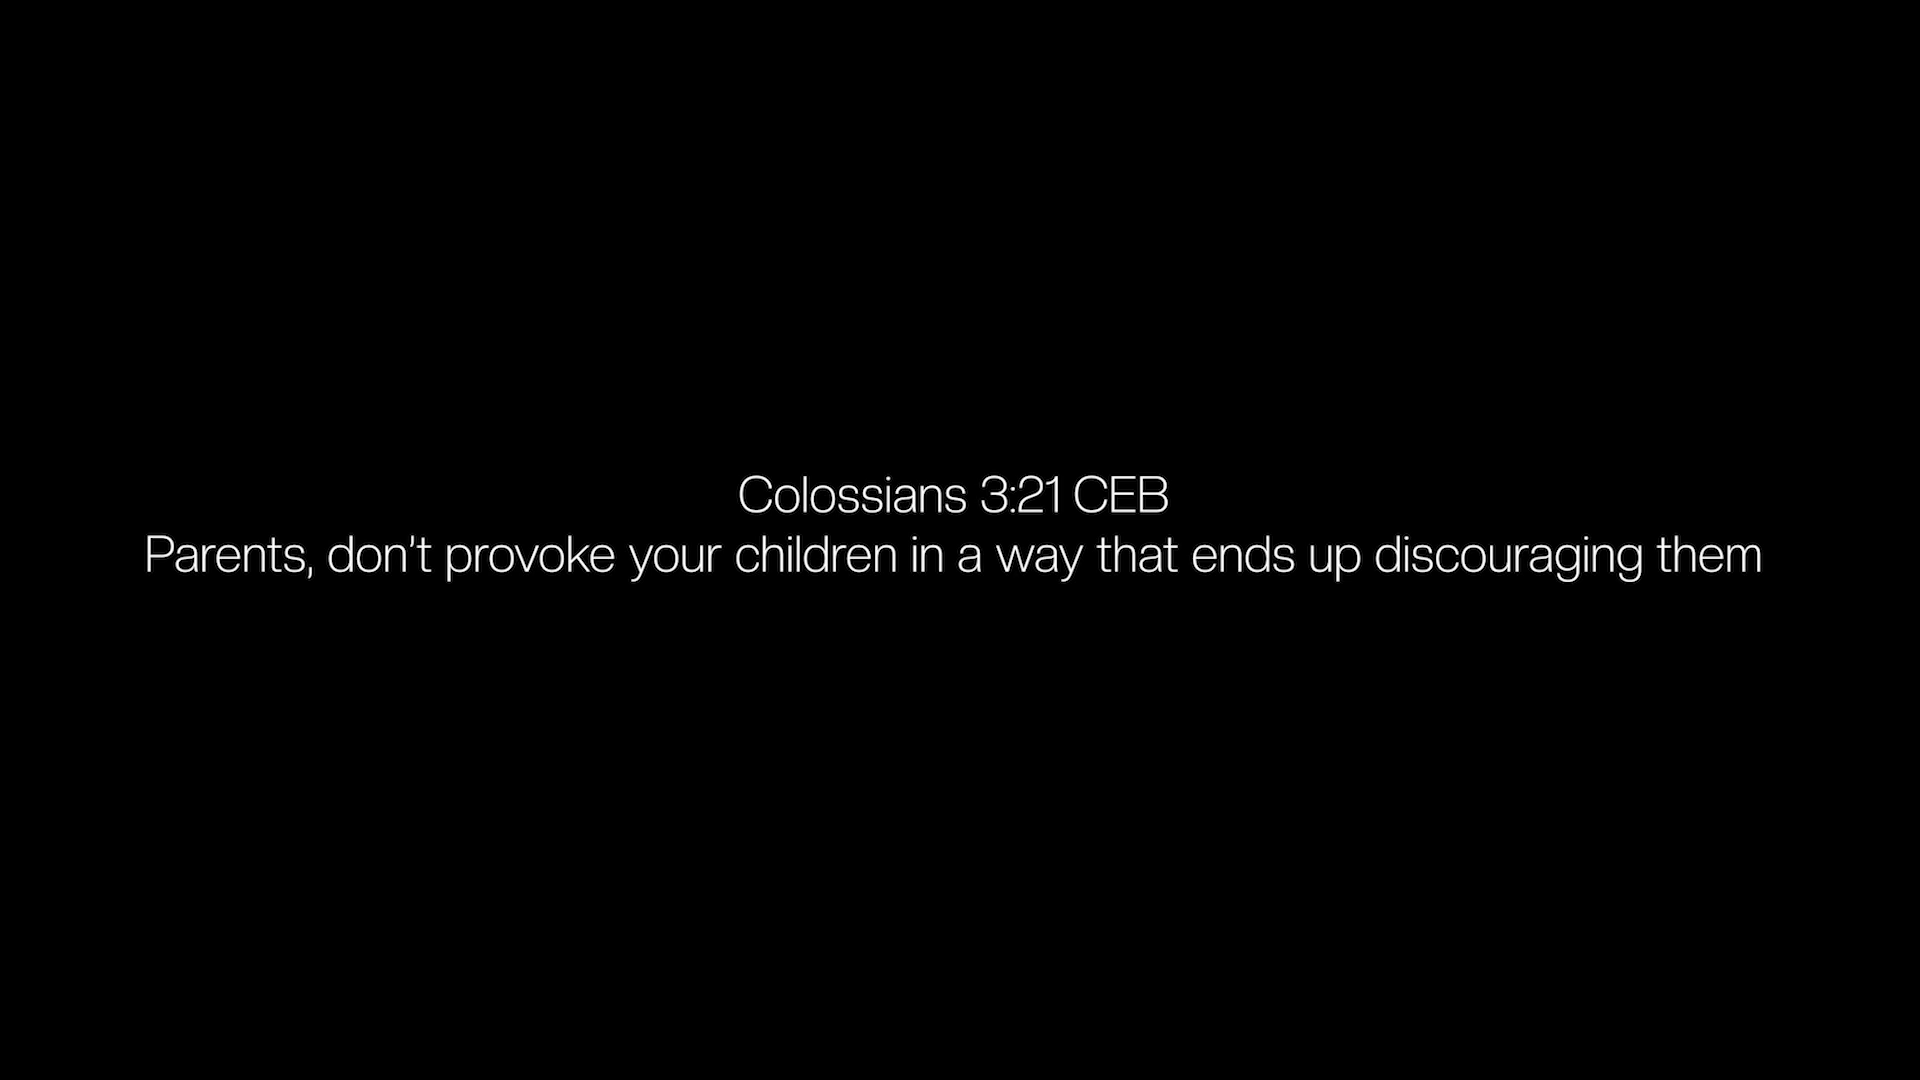 Colossians 3:21 CEB
Parents, don’t provoke your children in a way that ends up discouraging them